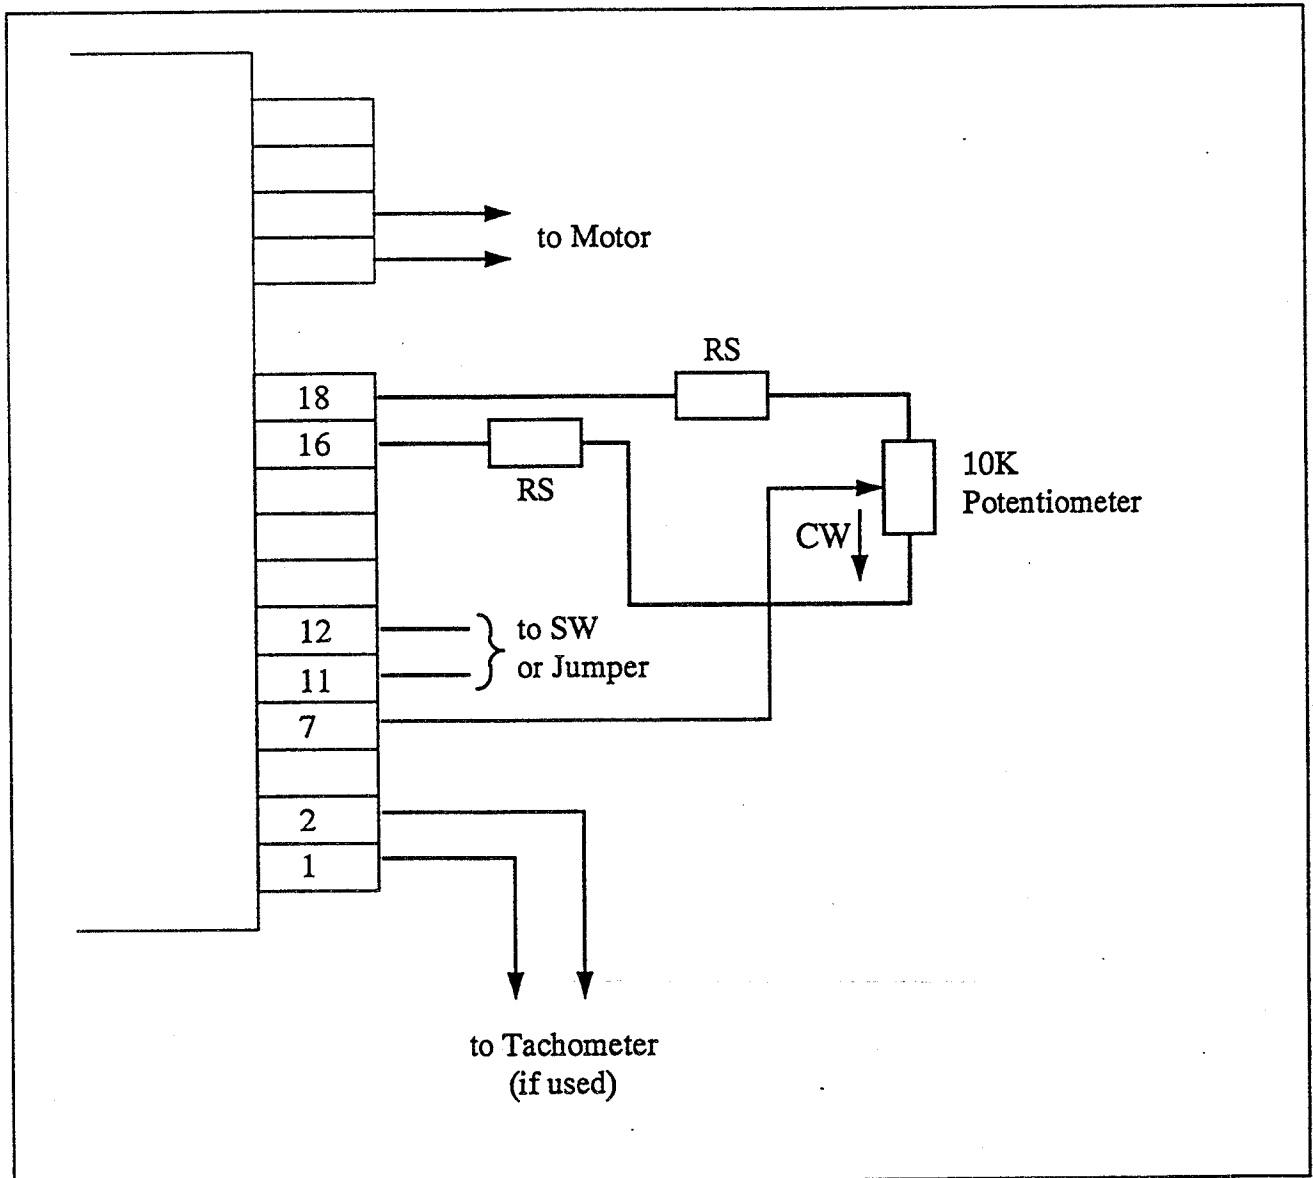 to Motor
RS
18
16
RS
10K
Potentiometer
CW
12
to SW
11
or Jumper
7
2
1
to Tachometer
(if used)